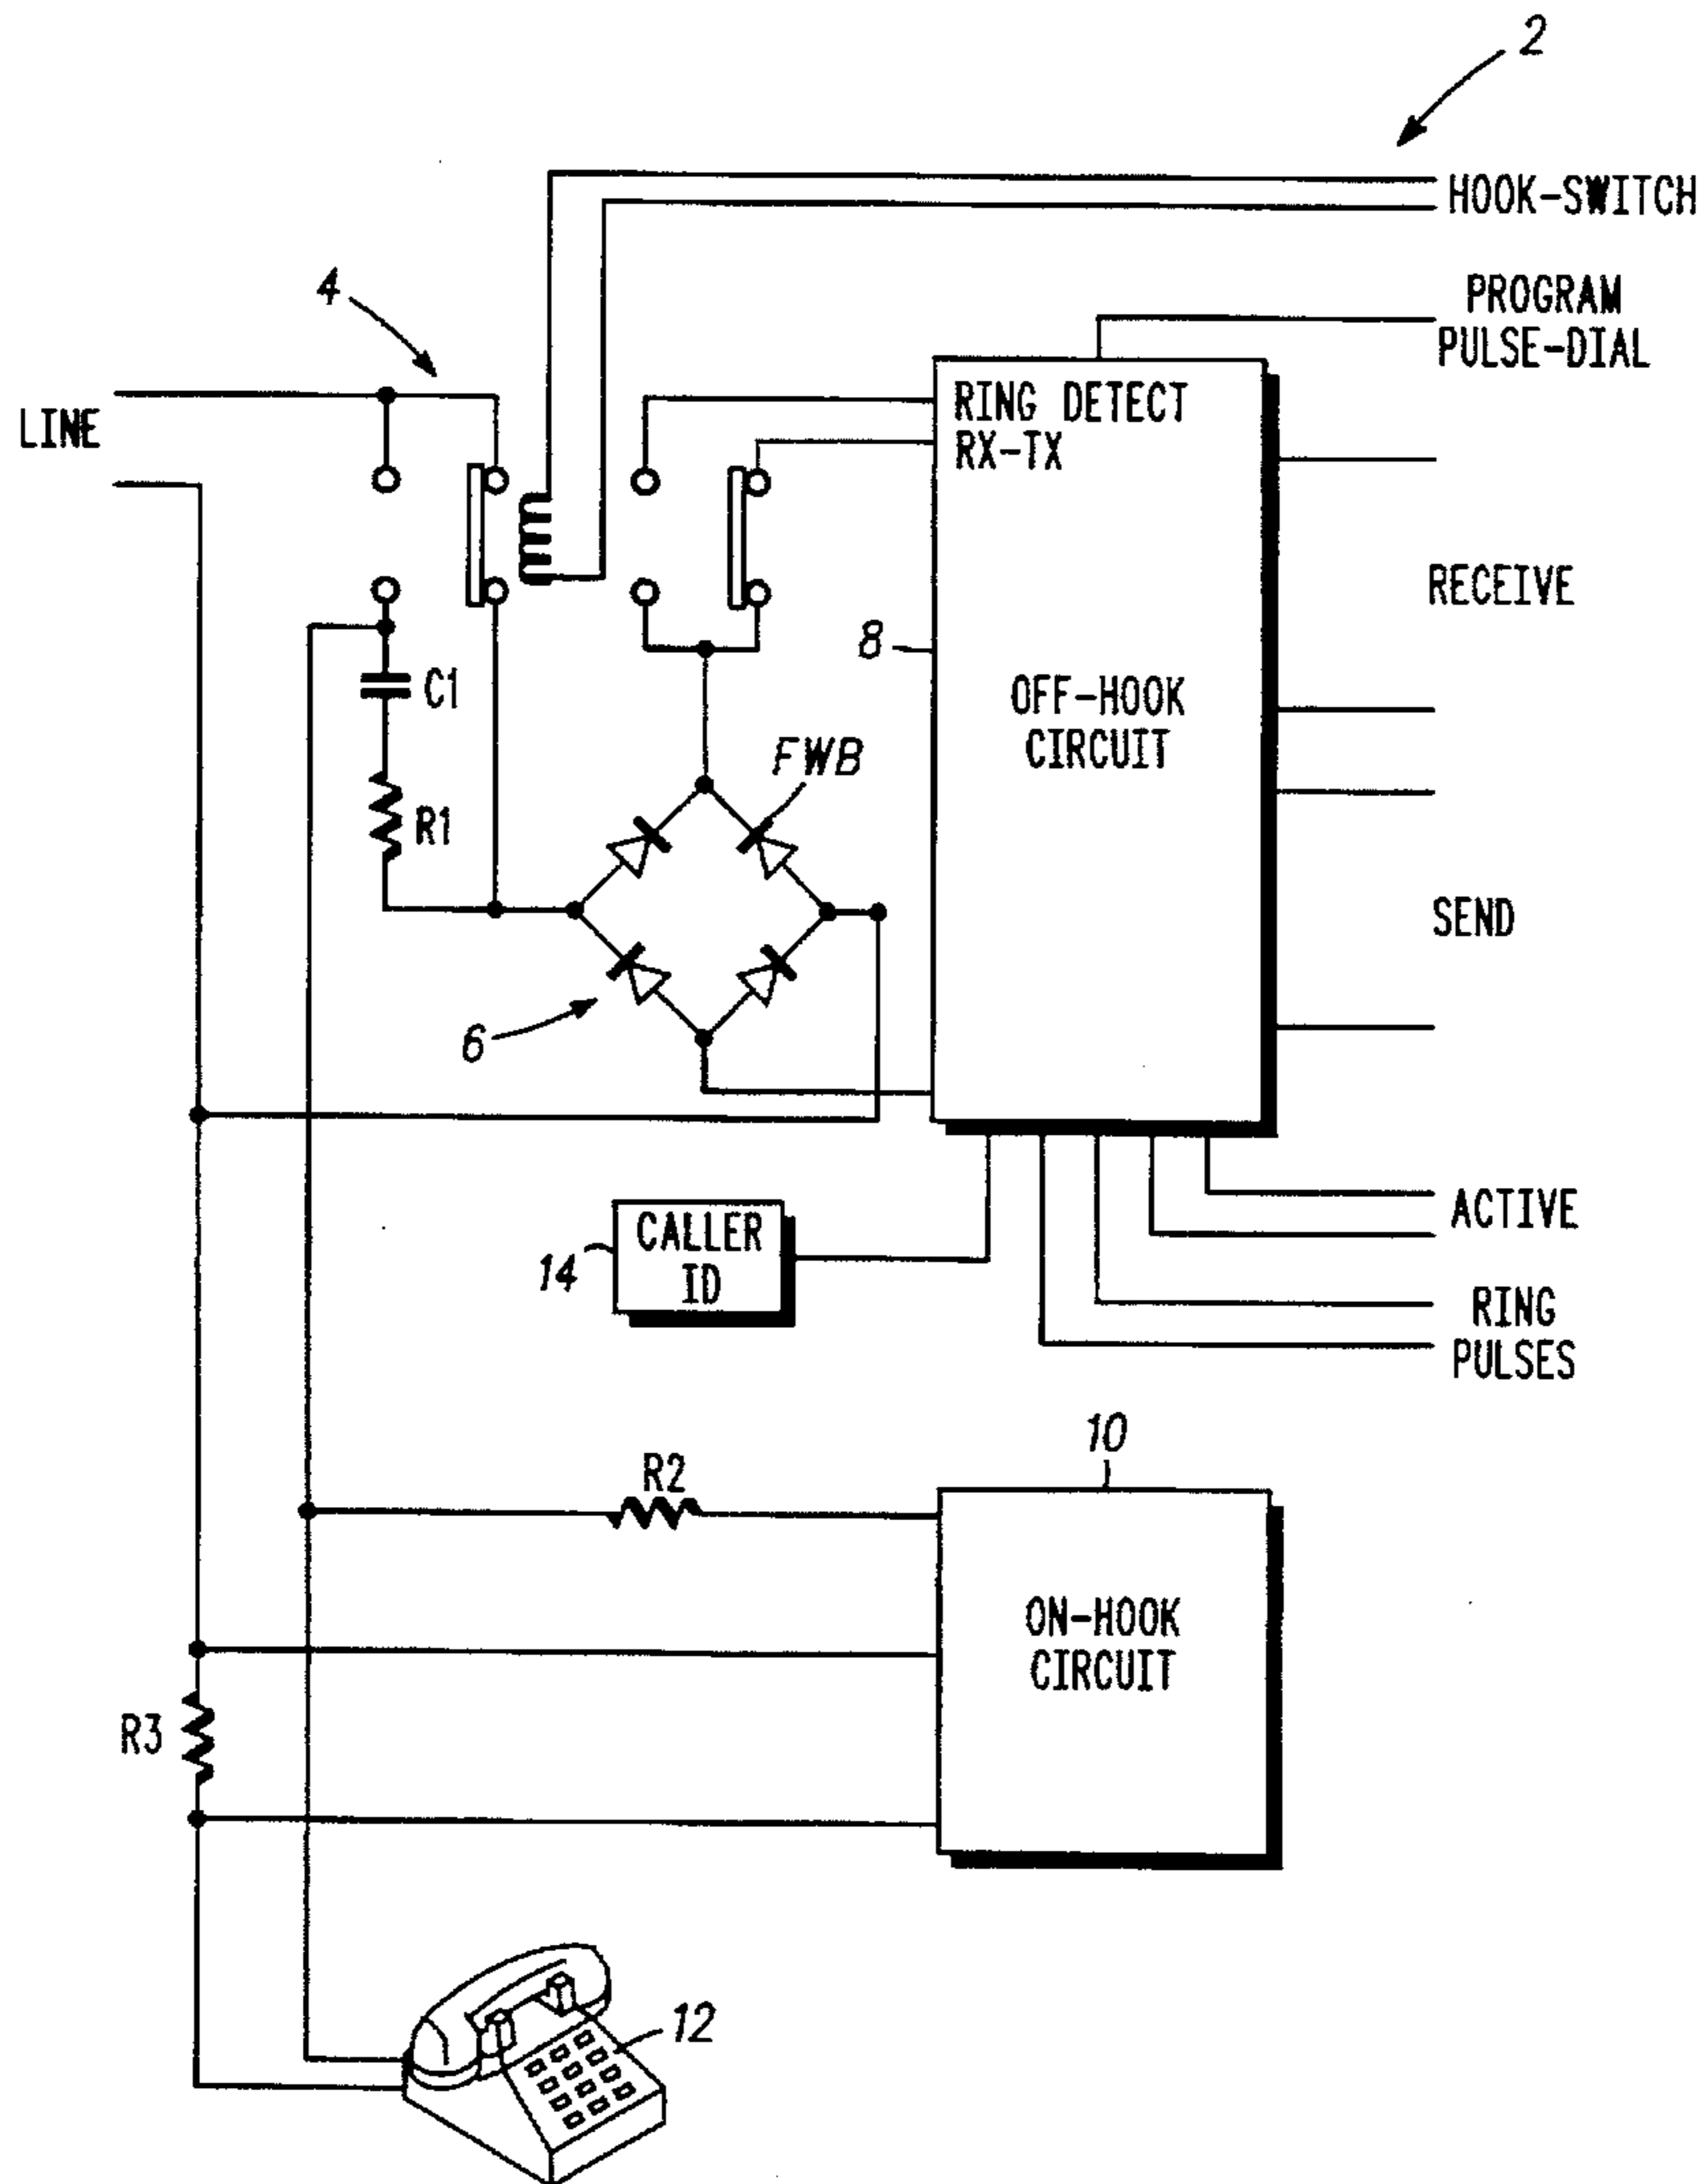 2
HOOK-SWITCH
4
PROGRAM
PULSE-DIAL
LINE
RING DETECT
RX-TX
RECEIVE
8
OFF-HOOK
CIRCUIT
C1
FWB
R1
SEND
6
CALLER
ID
14
ACTIVE
RING
PULSES
10
R2
ON-HOOK
CIRCUIT
R3
12